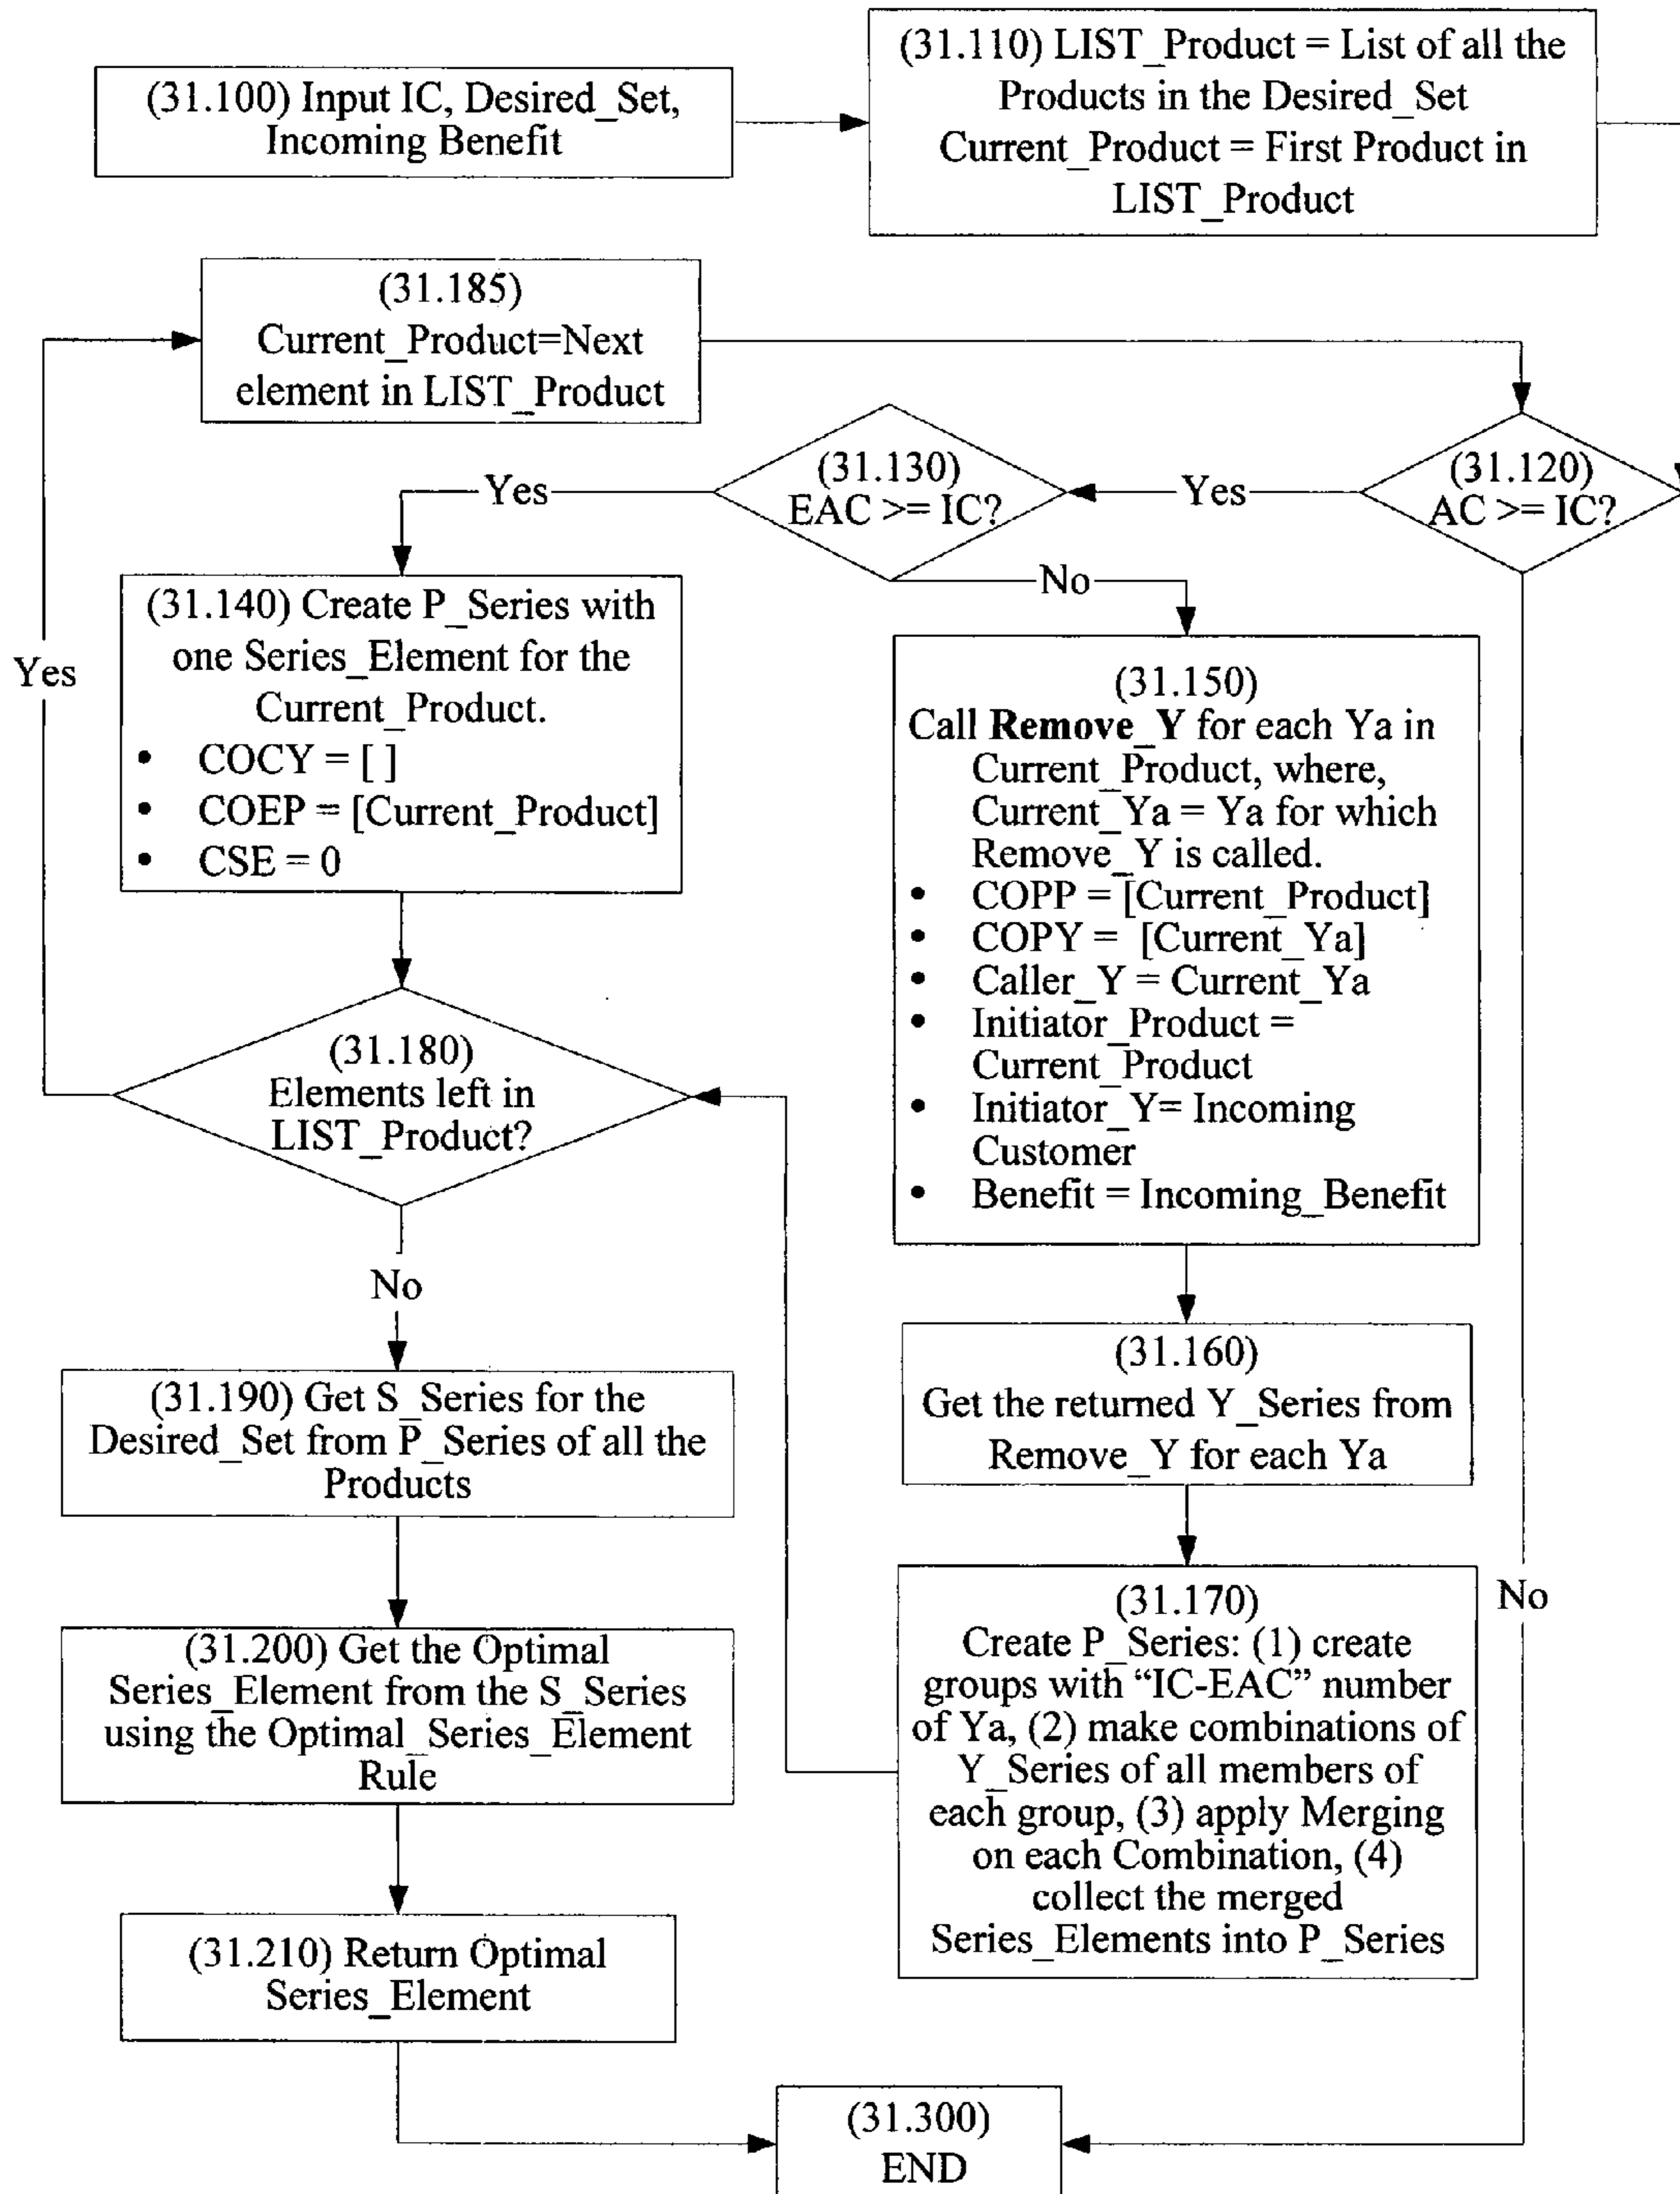 (31.100) Input IC, Desired_Set,
Incoming Benefit
(31.110) LIST_Product = List of all the
Products in the Desired_Set
Current_Product = First Product in
LIST_Product
(31.185)
Current_Product=Next
element in LIST_Product
(31.120)
AC >= IC?
Yes
(31.130)
EAC >= IC?
Yes
No
(31.140) Create P_Series with
one Series_Element for the
Current_Product.
• COCY = [ ]
• COEP = [Current_Product]
• CSE = 0
Yes
(31.150)
Call Remove_Y for each Ya in
Current_Product, where,
Current_Ya = Ya for which
Remove_Y is called.
• COPP = [Current_Product]
• COPY = [Current_Ya]
• Caller_Y = Current_Ya
• Initiator_Product =
Current_Product
• Initiator_Y= Incoming
Customer
• Benefit = Incoming_Benefit
(31.180)
Elements left in
LIST_Product?
No
(31.160)
Get the returned Y_Series from
Remove_Y for each Ya
(31.190) Get S_Series for the
Desired_Set from P_Series of all the
Products
(31.170)
Create P_Series: (1) create
groups with “IC-EAC” number
of Ya, (2) make combinations of
Y_Series of all members of
each group, (3) apply Merging
on each Combination, (4)
collect the merged
Series_Elements into P_Series
No
(31.200) Get the Optimal
Series_Element from the S_Series
using the Optimal_Series_Element
Rule
(31.210) Return Optimal
Series_Element
(31.300)
END